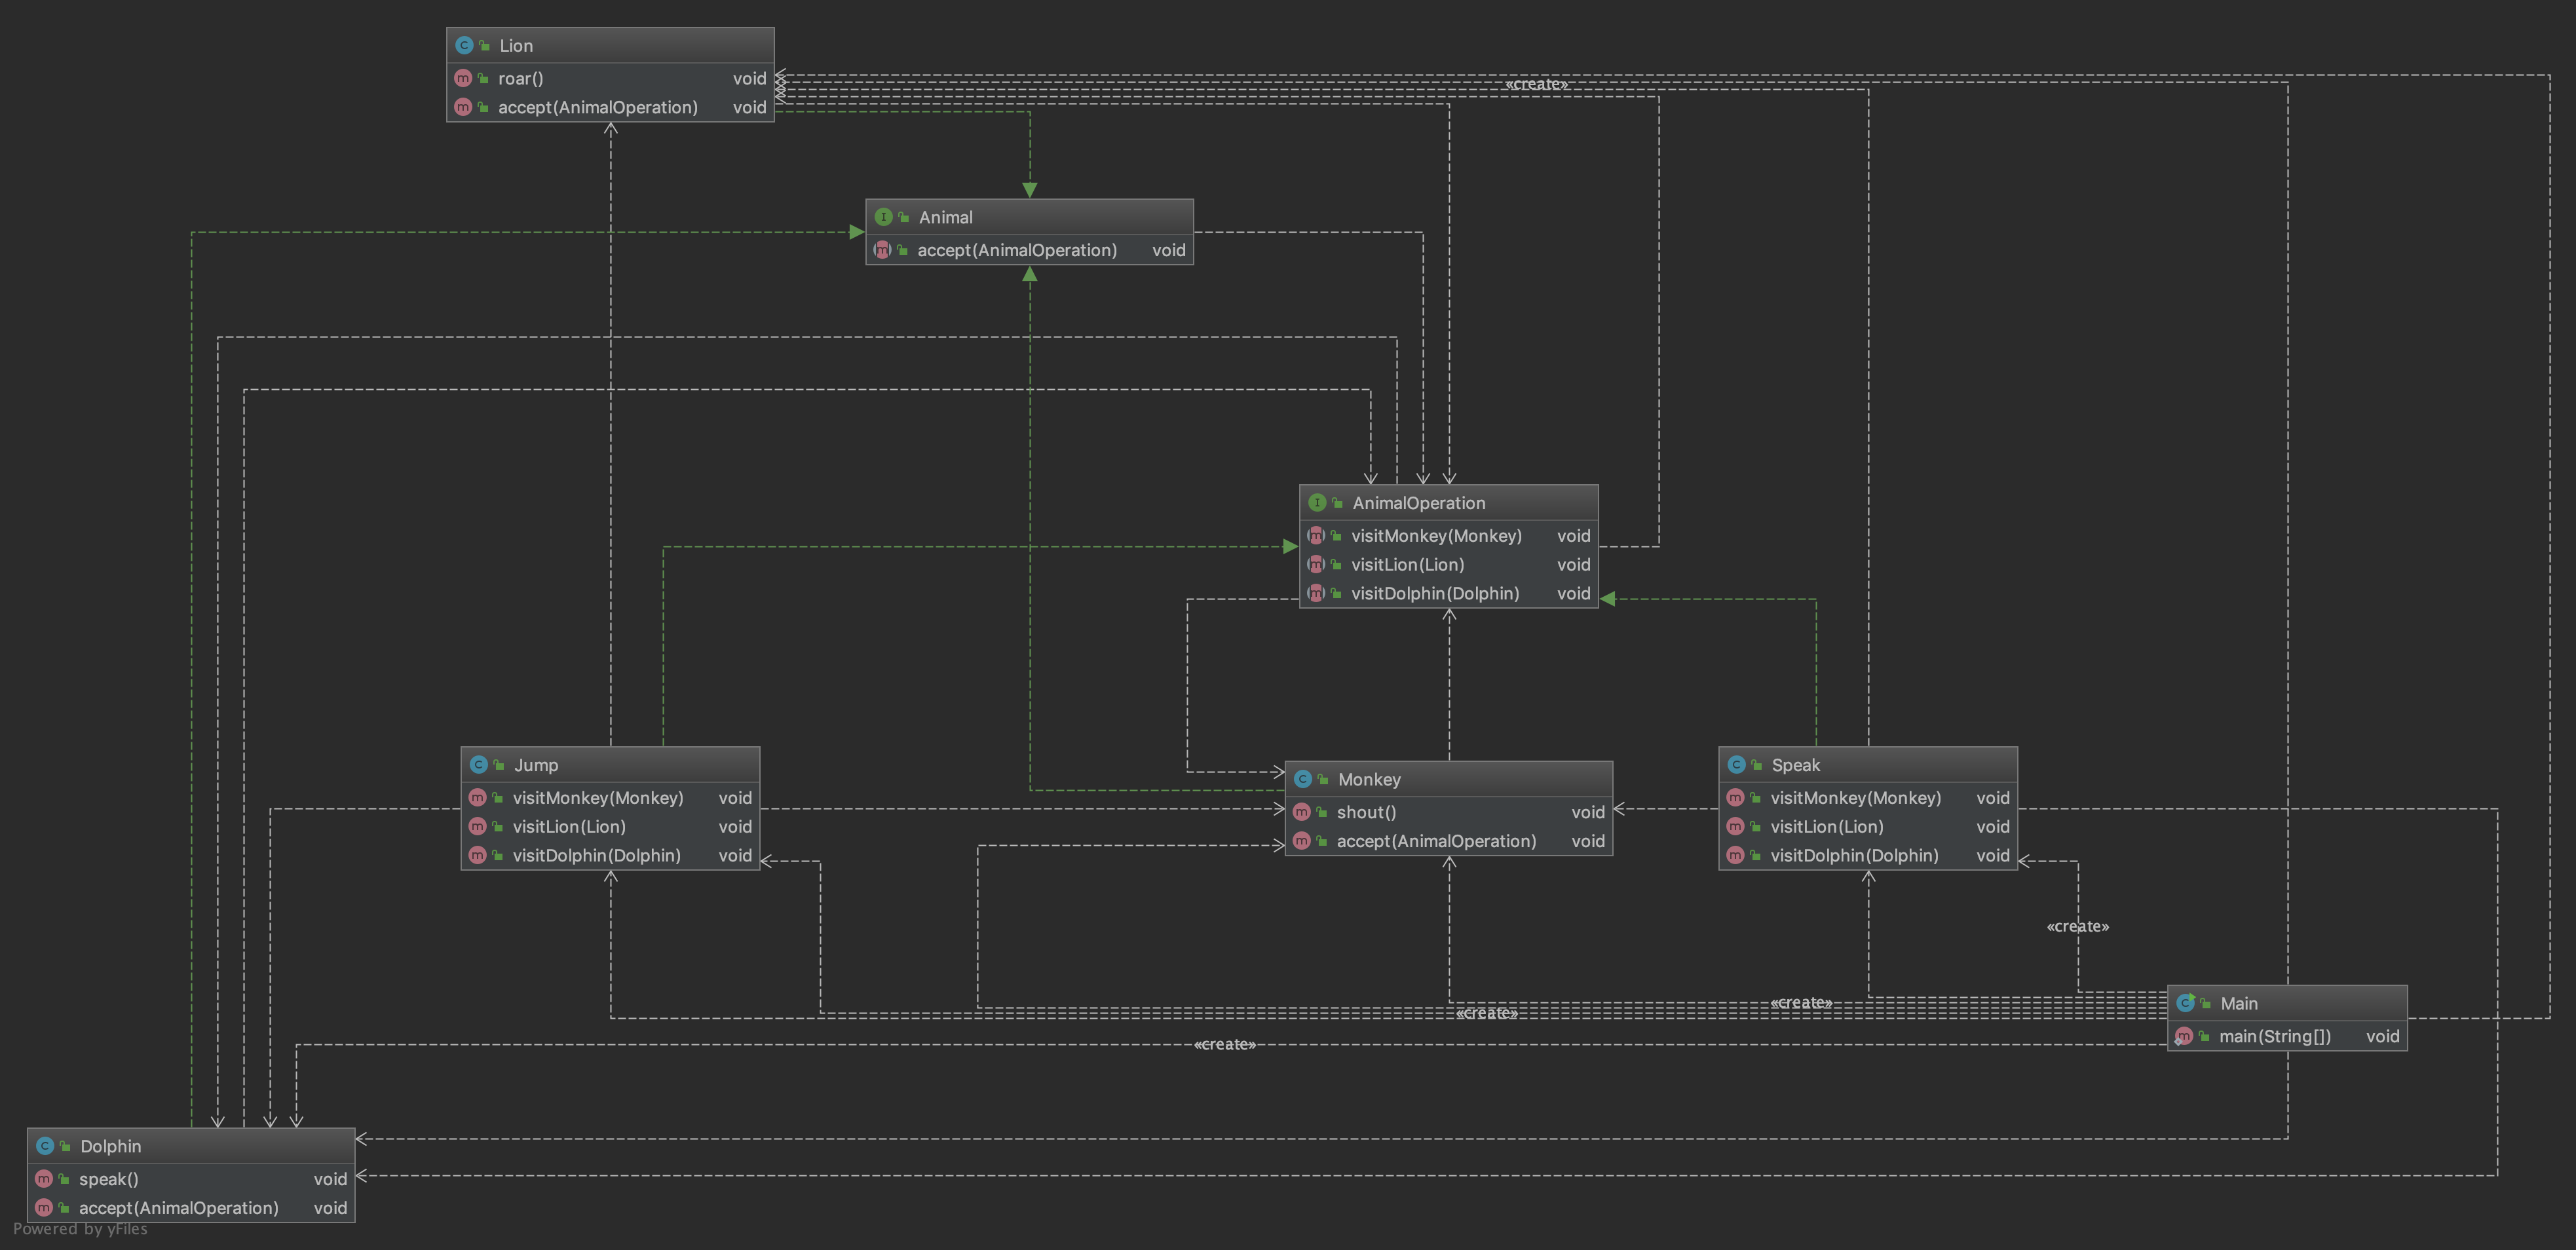 Lion
roar() void
accept(AnimalOperation) void
«create»
Animal
accept(AnimalOperation) void
AnimalOperation
visitMonkey(Monkey) void
visitLion(Lion) void
visitDolphin(Dolphin) void
Jump
visitMonkey(Monkey) void
visitLion(Lion) void
visitDolphin(Dolphin) void
Monkey
shout() void
accept(AnimalOperation) void
Speak
visitMonkey(Monkey) void
visitLion(Lion) void
visitDolphin(Dolphin) void
«create»
«create»
«create»
«create»
Main
main(String[]) void
Dolphin
speak() void
accept(AnimalOperation) void
Powered by yFiles